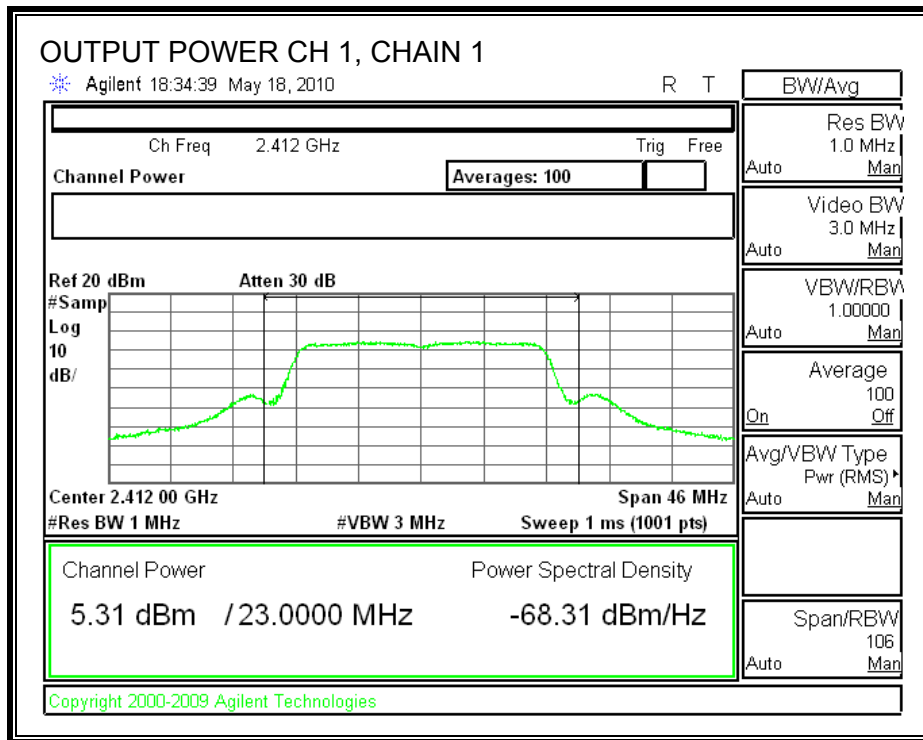 OUTPUT POWER CH 1, CHAIN 1
Agilent 18:34:39 May 18, 2010 R T
BW/Avg
Ch Freq 2.412 GHz Trig Free
Channel Power Averages: 100
Ref 20 dBm Atten 30 dB
#Samp
Log
10
dB/
Center 2.412 00 GHz Span 46 MHz
#Res BW 1 MHz #VBW 3 MHz Sweep 1 ms (1001 pts)
Channel Power Power Spectral Density
5.31 dBm / 23.0000 MHz -68.31 dBm/Hz
Res BW
1.0 MHz
Auto Man
Video BW
3.0 MHz
Auto Man
VBW/RBW
1.00000
Auto Man
Average
100
On Off
Avg/VBW Type
Pwr (RMS)
Auto Man
Span/RBW
106
Auto Man
Copyright 2000-2009 Agilent Technologies